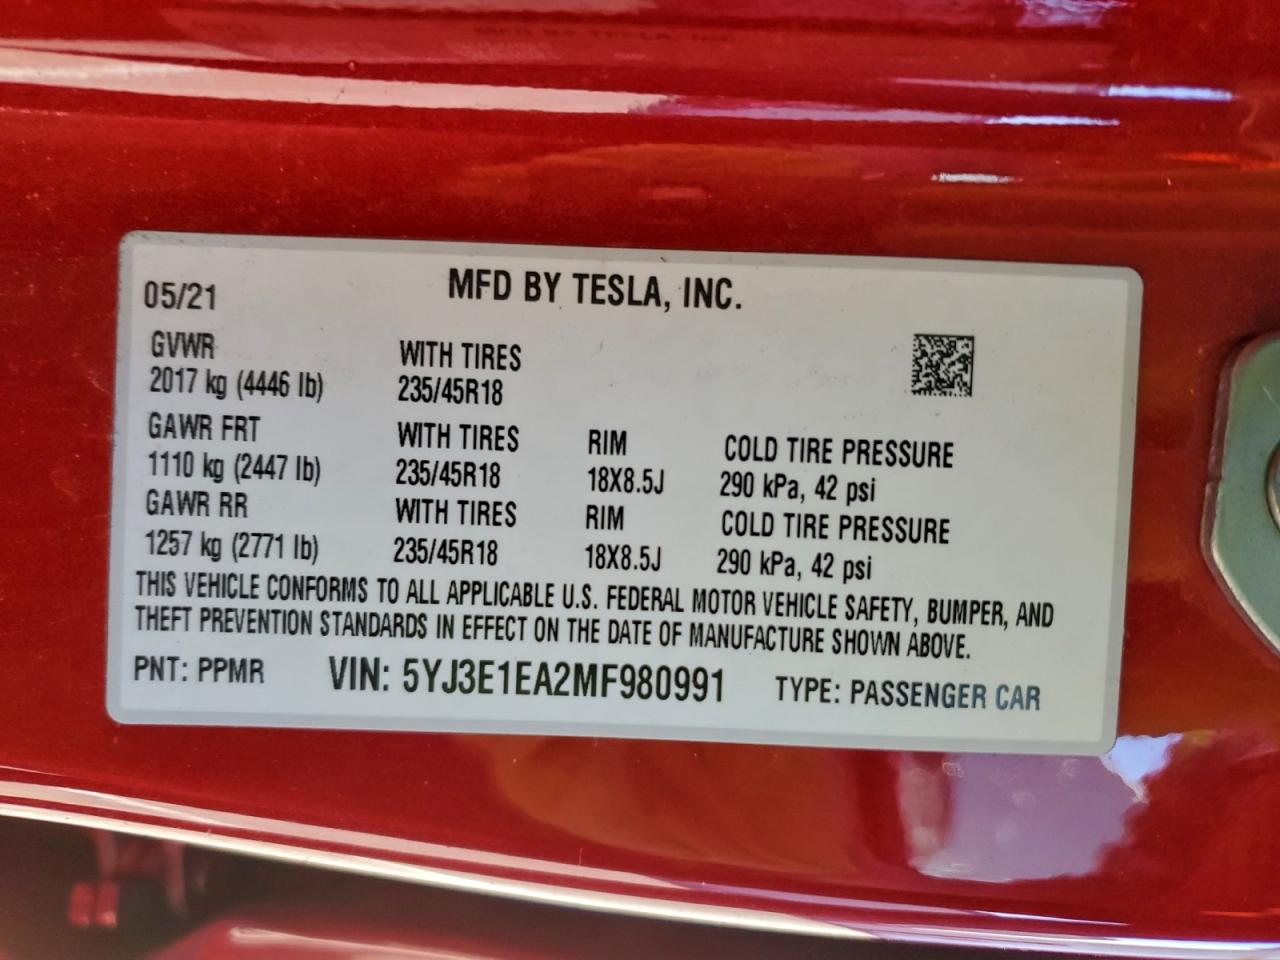 MFD BY TESLA, INC.
05/21
GVWR
2017 kg (4446 lb)
WITH TIRES
235/45R18
GAWR FRT WITH TIRES RIM COLD TIRE PRESSURE
1110 kg (2447 lb) 235/45R18 18X8.5J 290 kPa, 42 psi
GAWR RR WITH TIRES RIM COLD TIRE PRESSURE
1257 kg (2771 lb) 235/45R18 18X8.5J 290 kPa, 42 psi
THIS VEHICLE CONFORMS TO ALL APPLICABLE U.S. FEDERAL MOTOR VEHICLE SAFETY, BUMPER, AND
THEFT PREVENTION STANDARDS IN EFFECT ON THE DATE OF MANUFACTURE SHOWN ABOVE.
PNT: PPMR VIN: 5YJ3E1EA2MF980991 TYPE: PASSENGER CAR